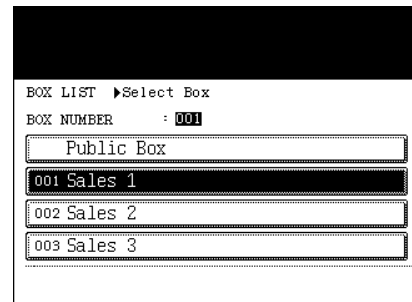 BOX LIST ▶Select Box
BOX NUMBER : 001
Public Box
001 Sales 1
002 Sales 2
003 Sales 3